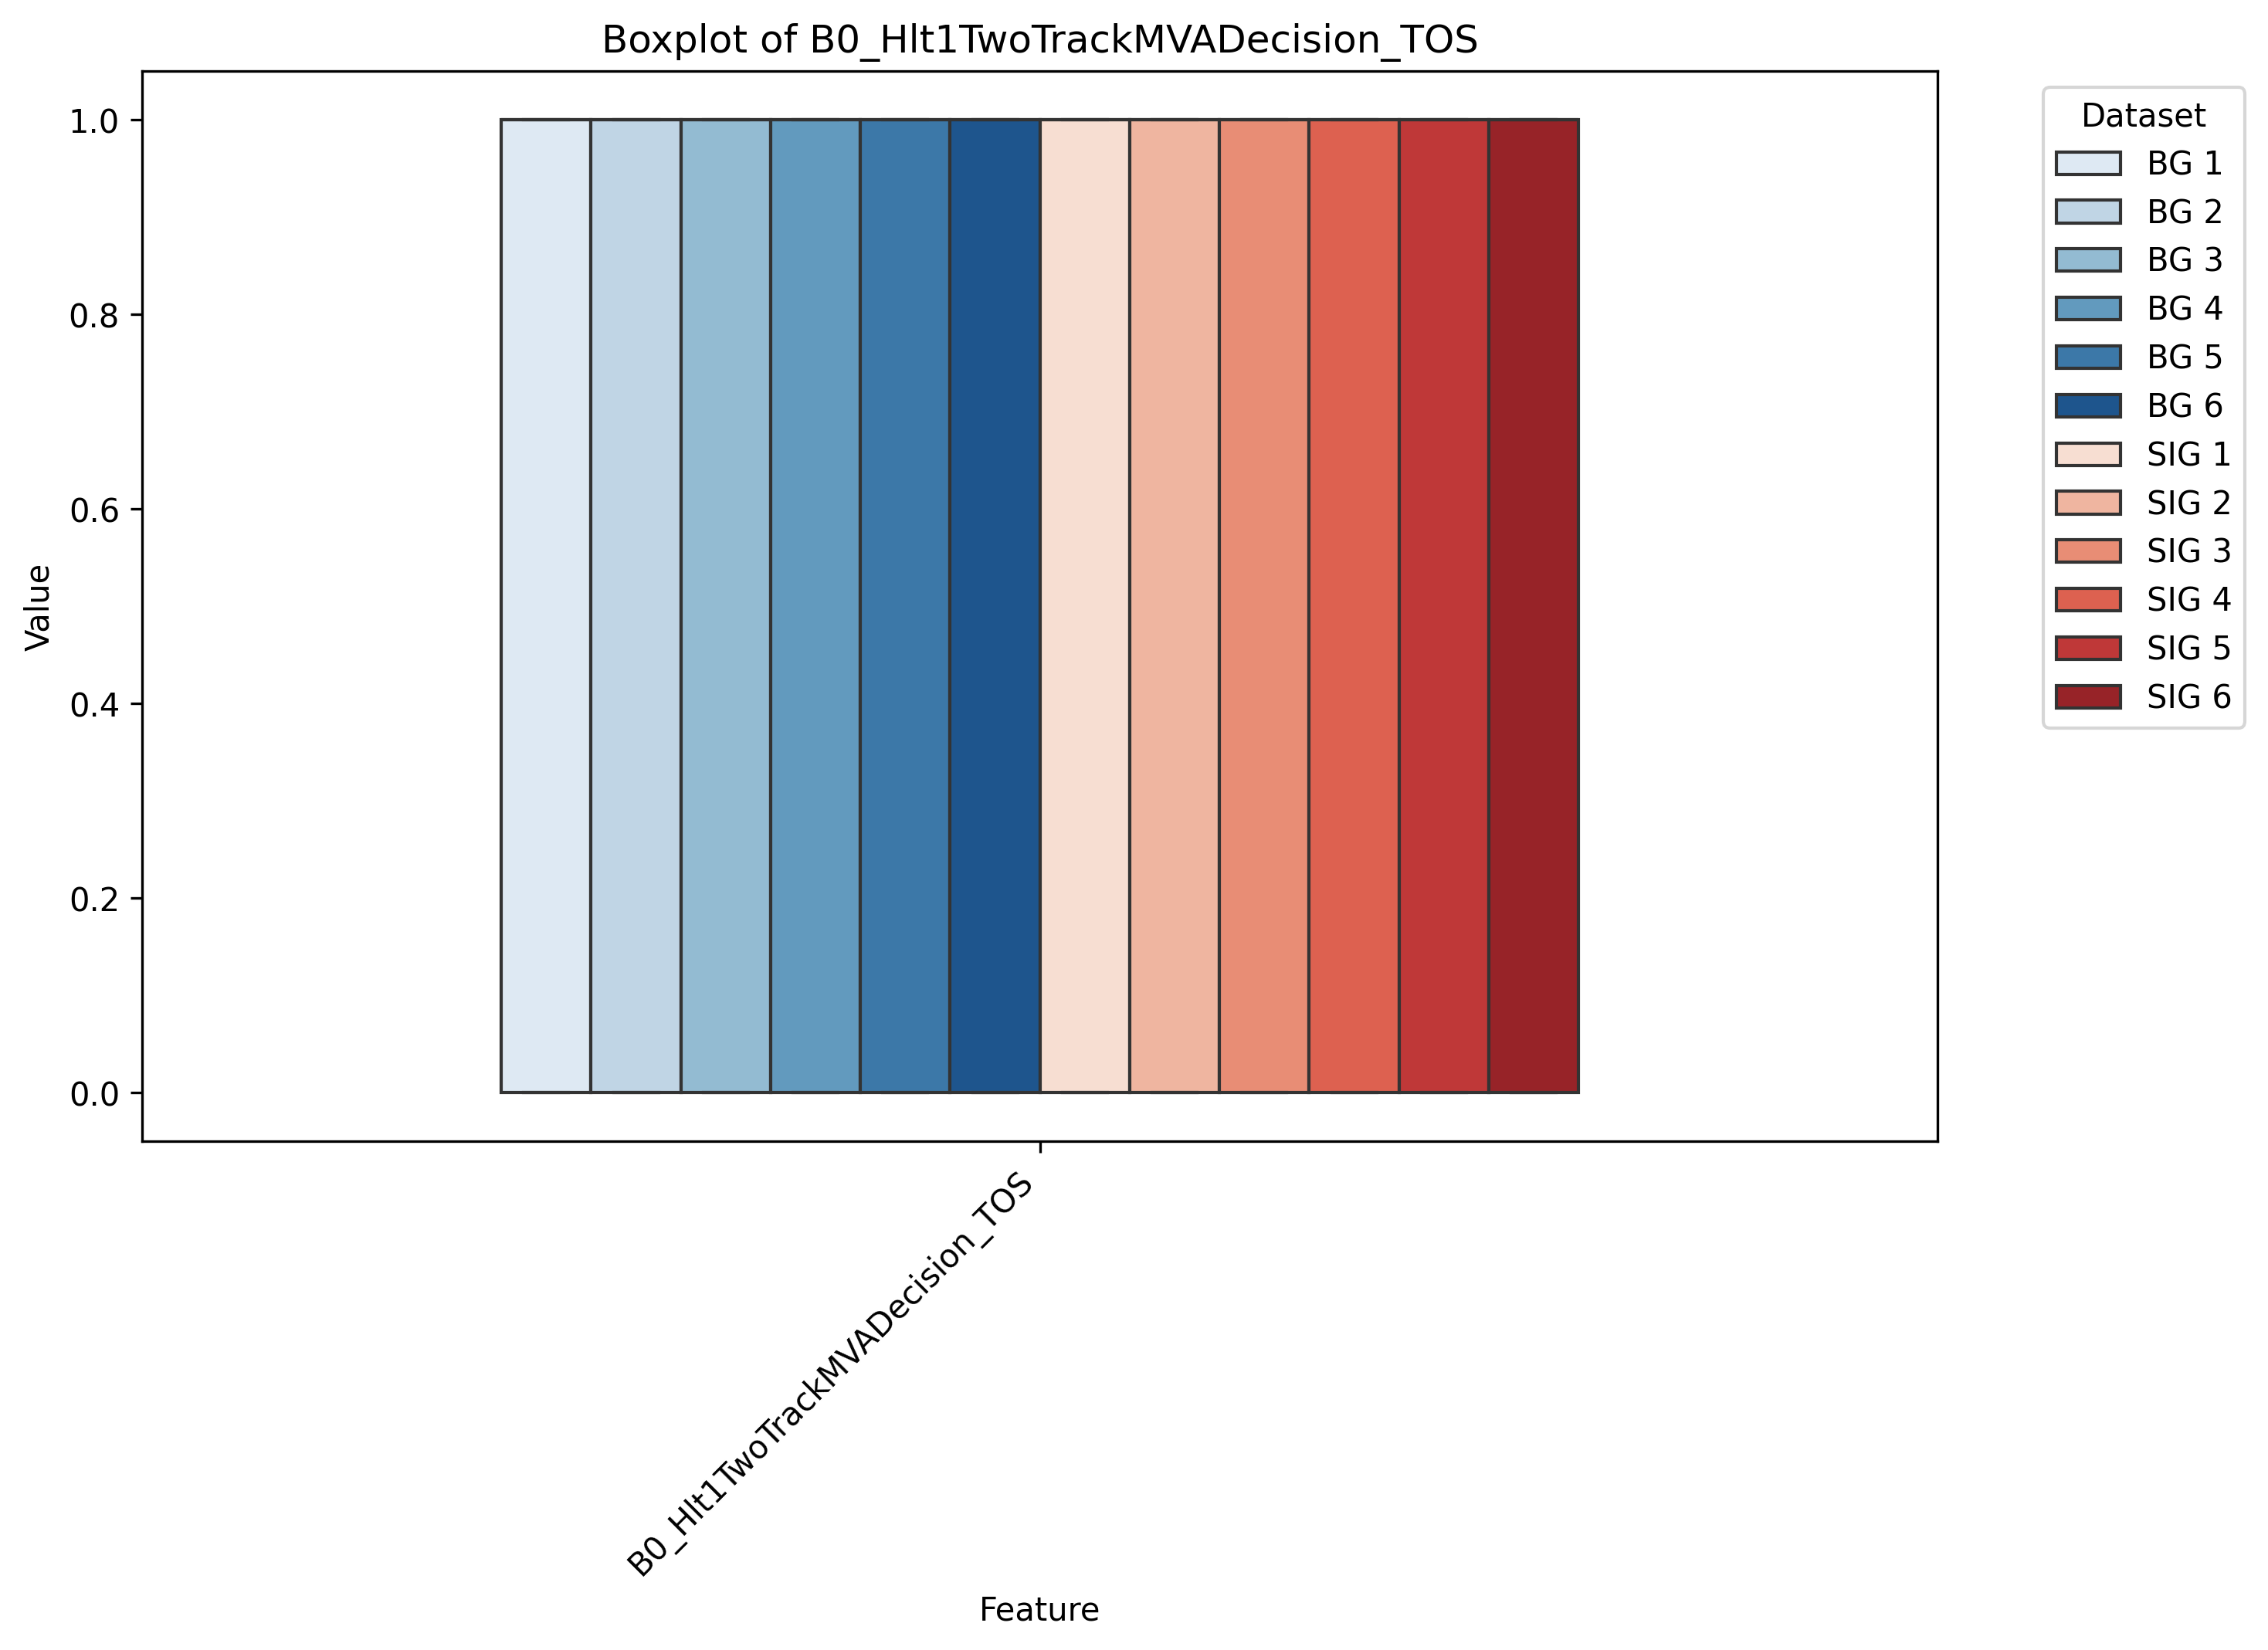 Boxplot of B0_Hlt1TwoTrackMVADecision_TOS
Value
1.0
0.8
0.6
0.4
0.2
0.0
B0_Hlt1TwoTrackMVADecision_TOS
Feature
Dataset
BG 1
BG 2
BG 3
BG 4
BG 5
BG 6
SIG 1
SIG 2
SIG 3
SIG 4
SIG 5
SIG 6